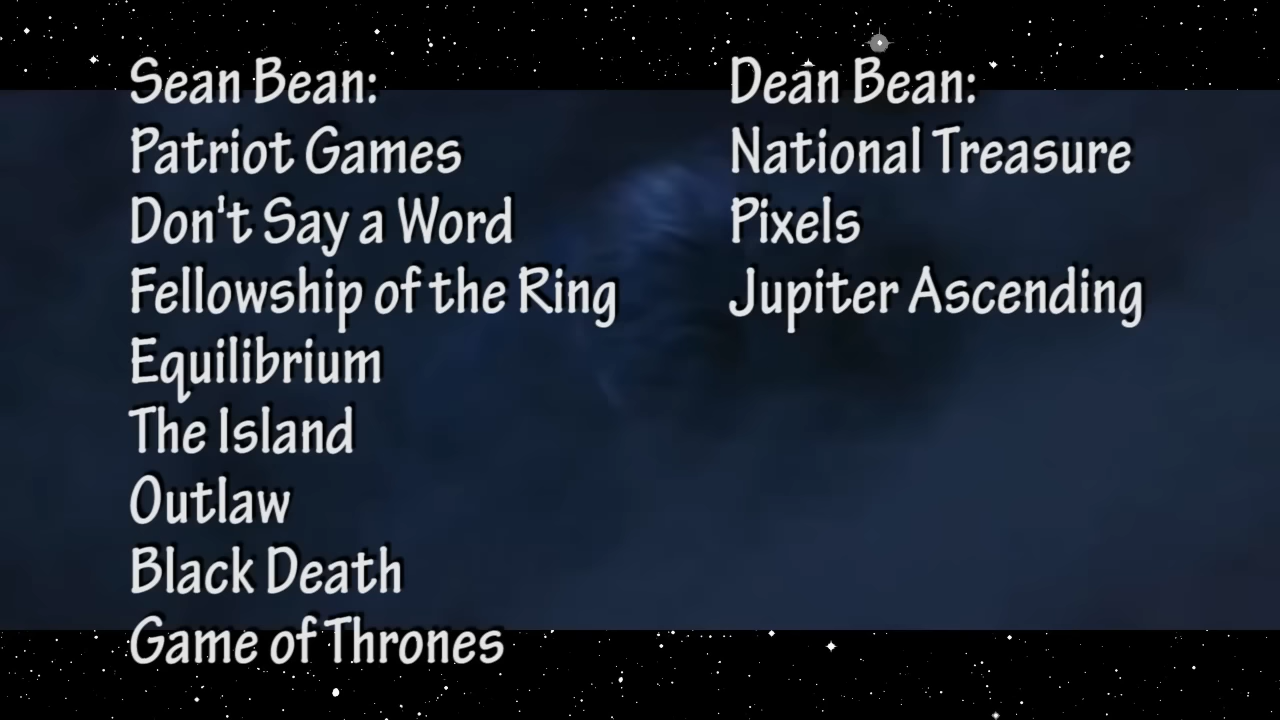 Sean Bean:
Patriot Games
Don't Say a Word
Fellowship of the Ring
Equilibrium
The Island
Outlaw
Black Death
Game of Thrones
Dean Bean:
National Treasure
Pixels
Jupiter Ascending